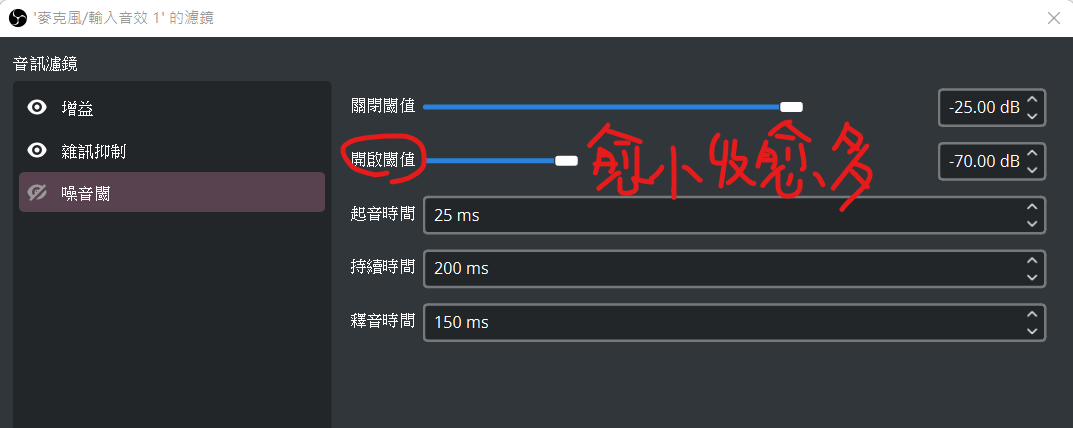 '麥克風/輸入音效 1' 的濾鏡
音訊濾鏡
增益
雜訊抑制
噪音閾
關閉閾值 -25.00 dB
開啟閾值 愈小收愈多 -70.00 dB
起音時間 25 ms
持續時間 200 ms
釋音時間 150 ms